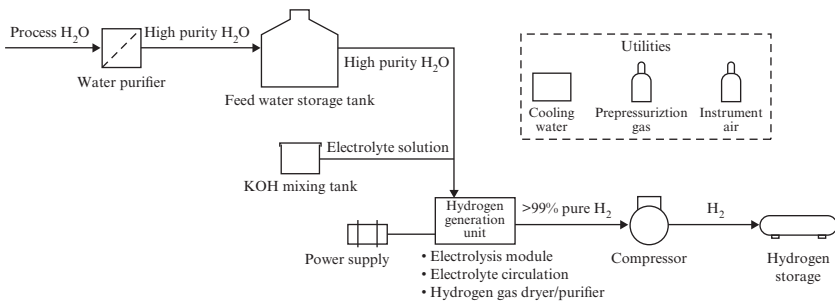 Process H₂O
High purity H₂O
Water purifier
Feed water storage tank
High purity H₂O
Utilities
Cooling
water
Prepressuriztion
gas
Instrument
air
Electrolyte solution
KOH mixing tank
Power supply
Hydrogen
generation
unit
• Electrolysis module
• Electrolyte circulation
• Hydrogen gas dryer/purifier
>99% pure H₂
Compressor
H₂
Hydrogen
storage